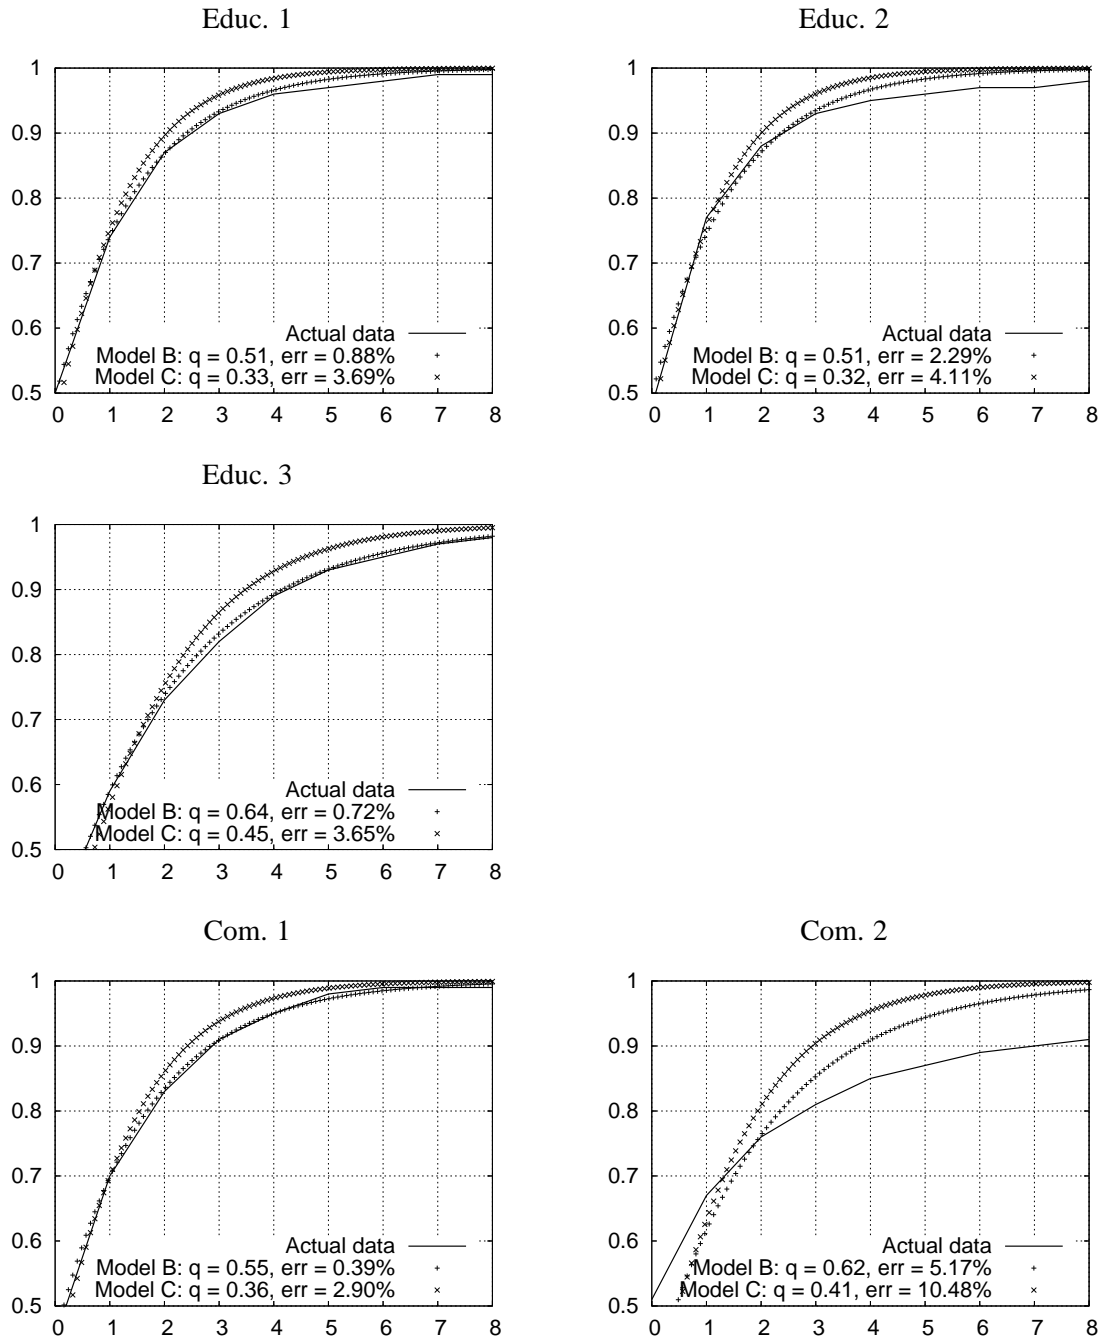 Educ. 1
1
0.9
0.8
0.7
0.6
0.5
Actual data
Model B: q = 0.51, err = 0.88%
Model C: q = 0.33, err = 3.69%
0 1 2 3 4 5 6 7 8
Educ. 2
1
0.9
0.8
0.7
0.6
0.5
Actual data
Model B: q = 0.51, err = 2.29%
Model C: q = 0.32, err = 4.11%
0 1 2 3 4 5 6 7 8
Educ. 3
1
0.9
0.8
0.7
0.6
0.5
Actual data
Model B: q = 0.64, err = 0.72%
Model C: q = 0.45, err = 3.65%
0 1 2 3 4 5 6 7 8
Com. 1
1
0.9
0.8
0.7
0.6
0.5
Actual data
Model B: q = 0.55, err = 0.39%
Model C: q = 0.36, err = 2.90%
0 1 2 3 4 5 6 7 8
Com. 2
1
0.9
0.8
0.7
0.6
0.5
Actual data
Model B: q = 0.62, err = 5.17%
Model C: q = 0.41, err = 10.48%
0 1 2 3 4 5 6 7 8